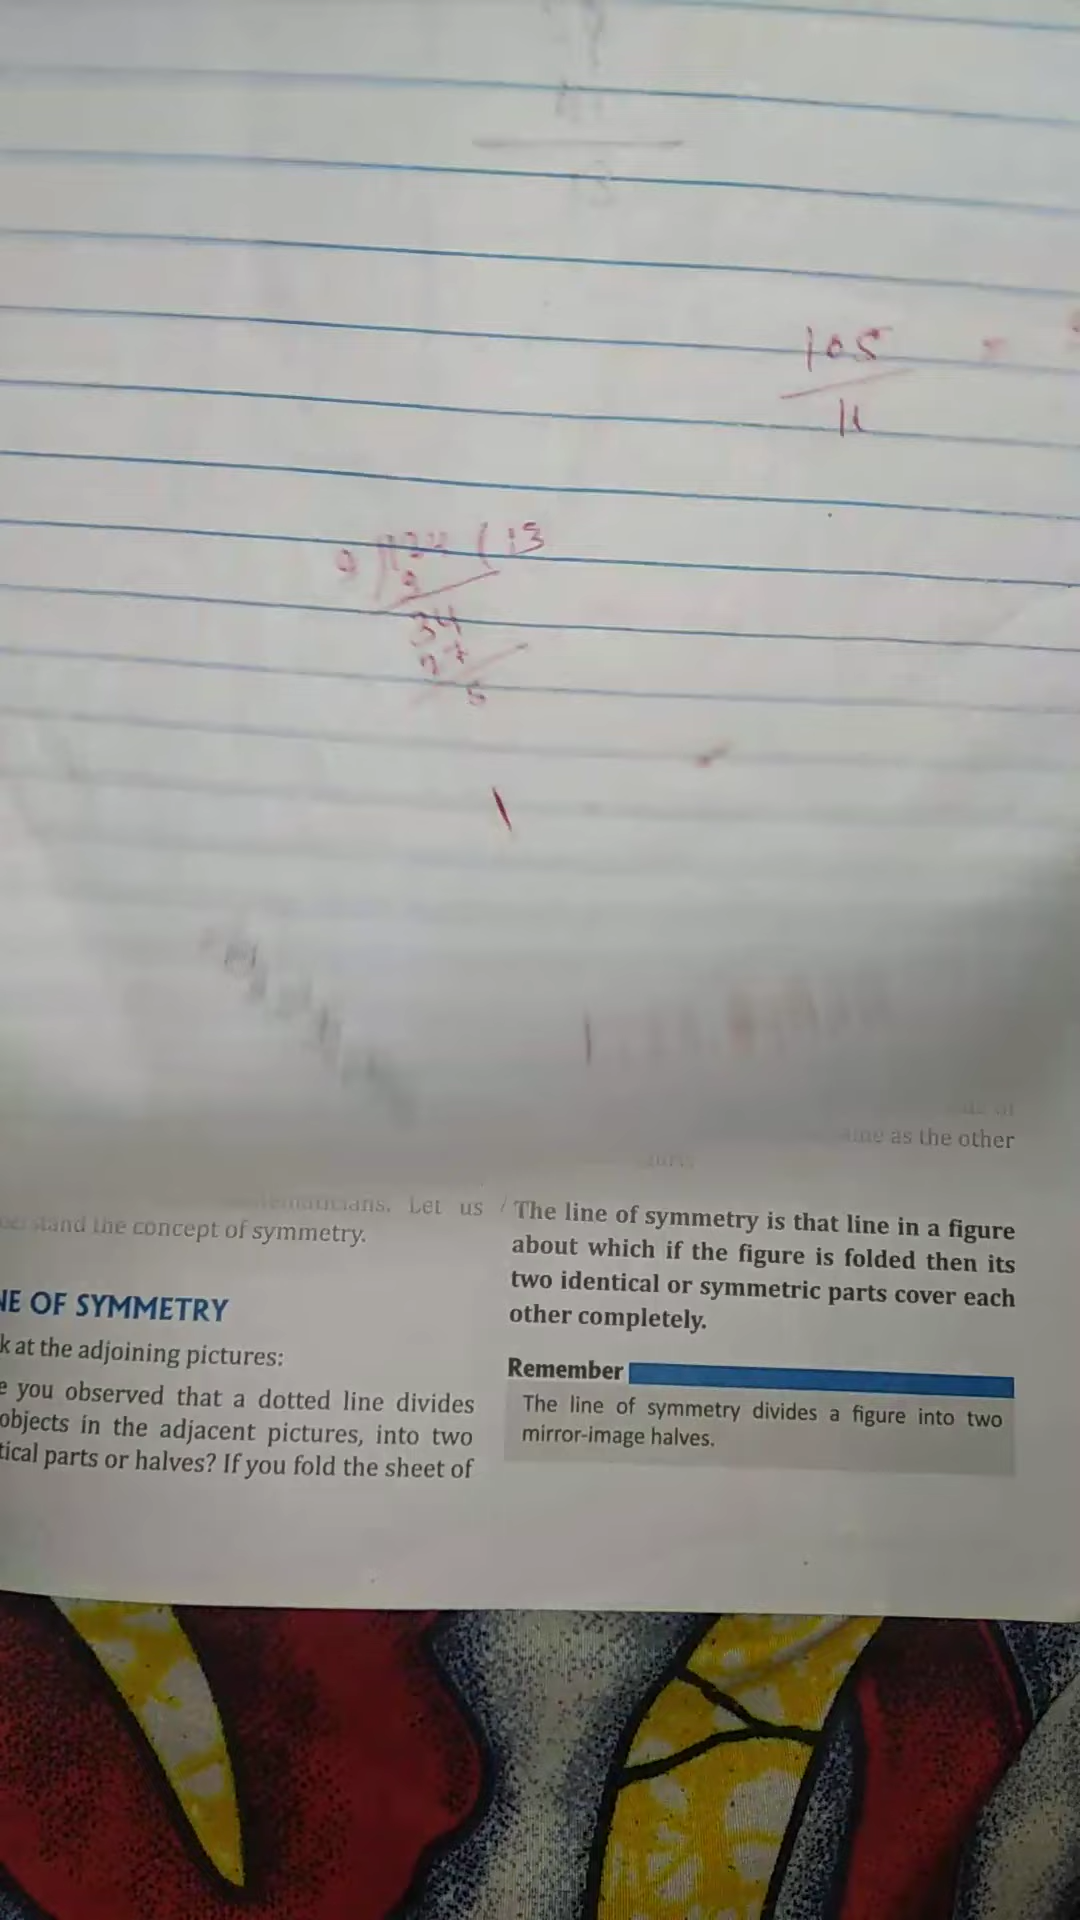 105
11
9 ) 124 ( 13
9
34
27
5
as the other
Let us
the concept of symmetry.
OF SYMMETRY
at the adjoining pictures:
you observed that a dotted line divides
objects in the adjacent pictures, into two
parts or halves? If you fold the sheet of
The line of symmetry is that line in a figure
about which if the figure is folded then its
two identical or symmetric parts cover each
other completely.
Remember
The line of symmetry divides a figure into two
mirror-image halves.